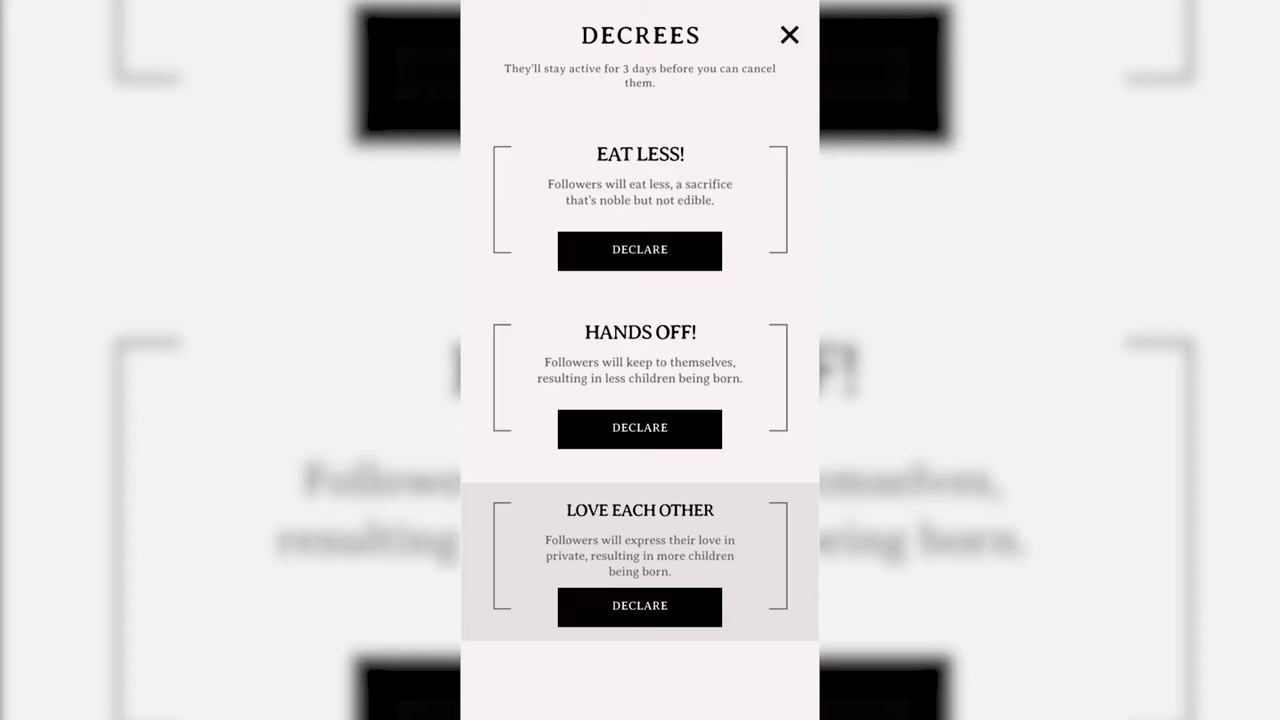 DECREES
They'll stay active for 3 days before you can cancel
them.
EAT LESS!
Followers will eat less, a sacrifice
that's noble but not edible.
DECLARE
HANDS OFF!
Followers will keep to themselves,
resulting in less children being born.
DECLARE
LOVE EACH OTHER
Followers will express their love in
private, resulting in more children
being born.
DECLARE